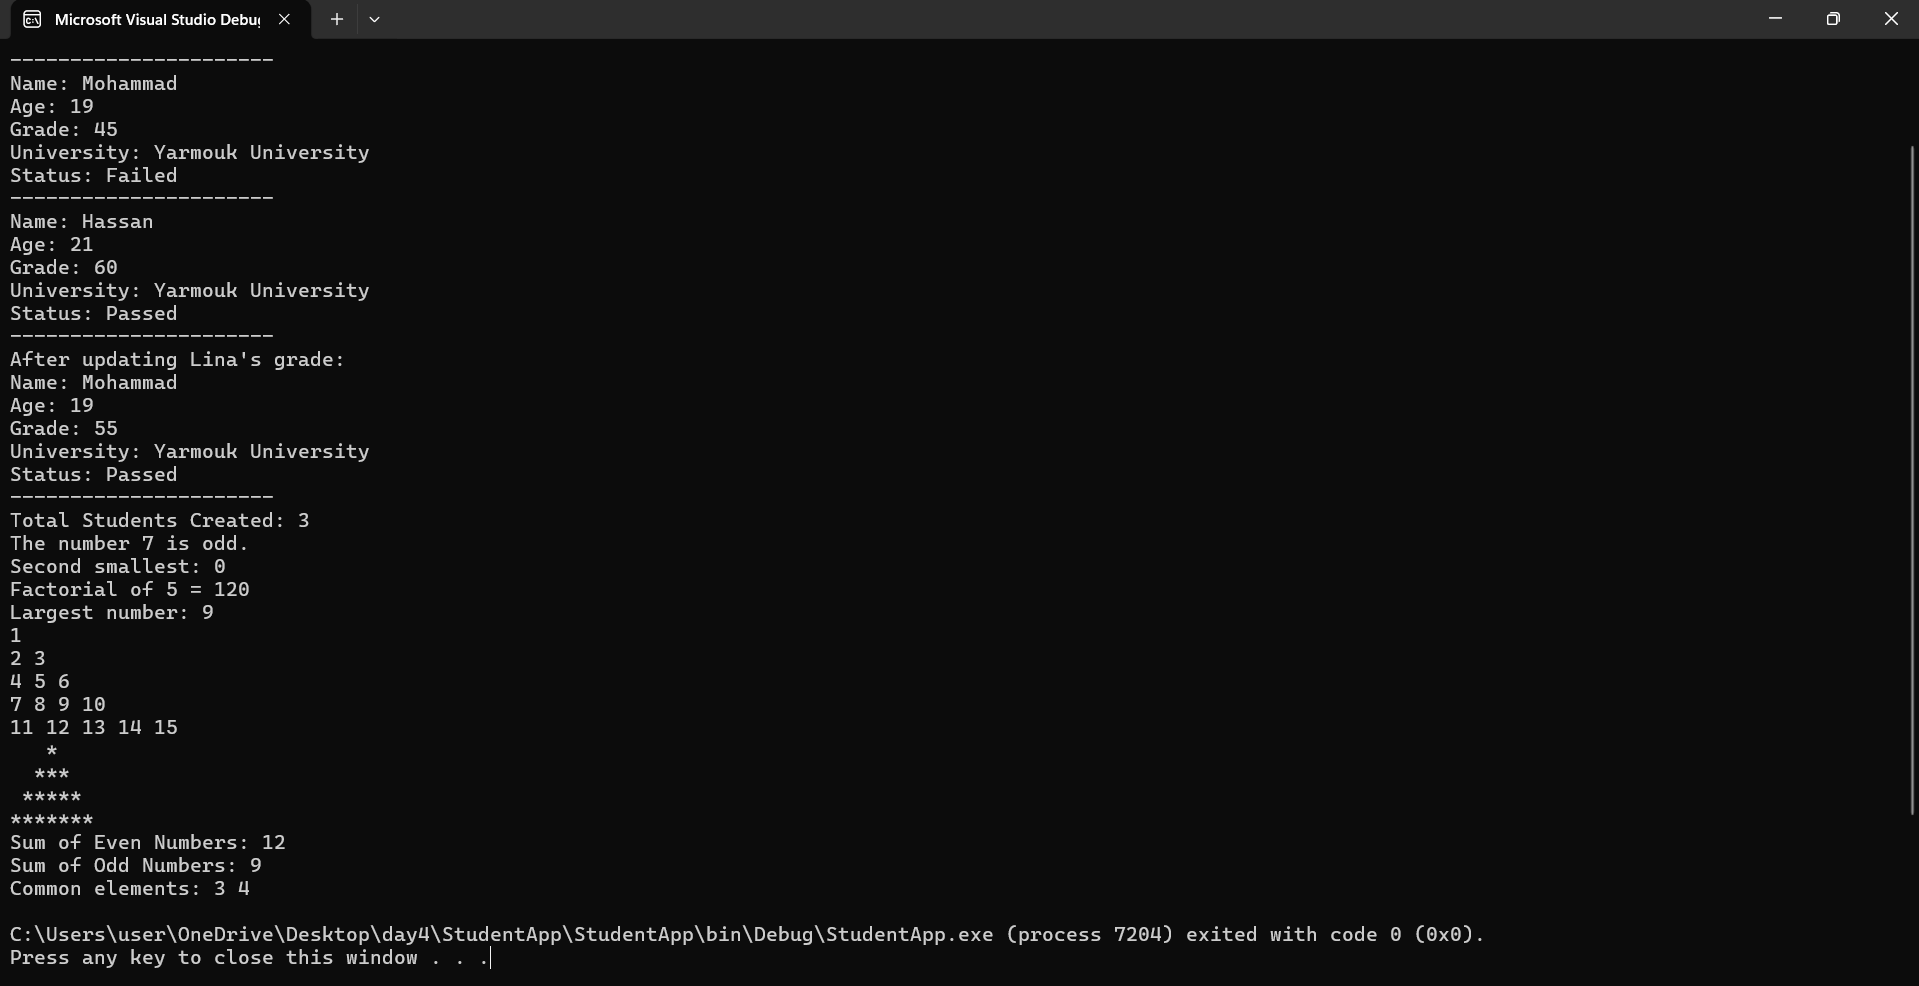 Microsoft Visual Studio Debu
----------------------
Name: Mohammad
Age: 19
Grade: 45
University: Yarmouk University
Status: Failed
----------------------
Name: Hassan
Age: 21
Grade: 60
University: Yarmouk University
Status: Passed
----------------------
After updating Lina's grade:
Name: Mohammad
Age: 19
Grade: 55
University: Yarmouk University
Status: Passed
----------------------
Total Students Created: 3
The number 7 is odd.
Second smallest: 0
Factorial of 5 = 120
Largest number: 9
1
2 3
4 5 6
7 8 9 10
11 12 13 14 15
   *
  ***
 *****
*******
Sum of Even Numbers: 12
Sum of Odd Numbers: 9
Common elements: 3 4
C:\Users\user\OneDrive\Desktop\day4\StudentApp\StudentApp\bin\Debug\StudentApp.exe (process 7204) exited with code 0 (0x0).
Press any key to close this window . . .